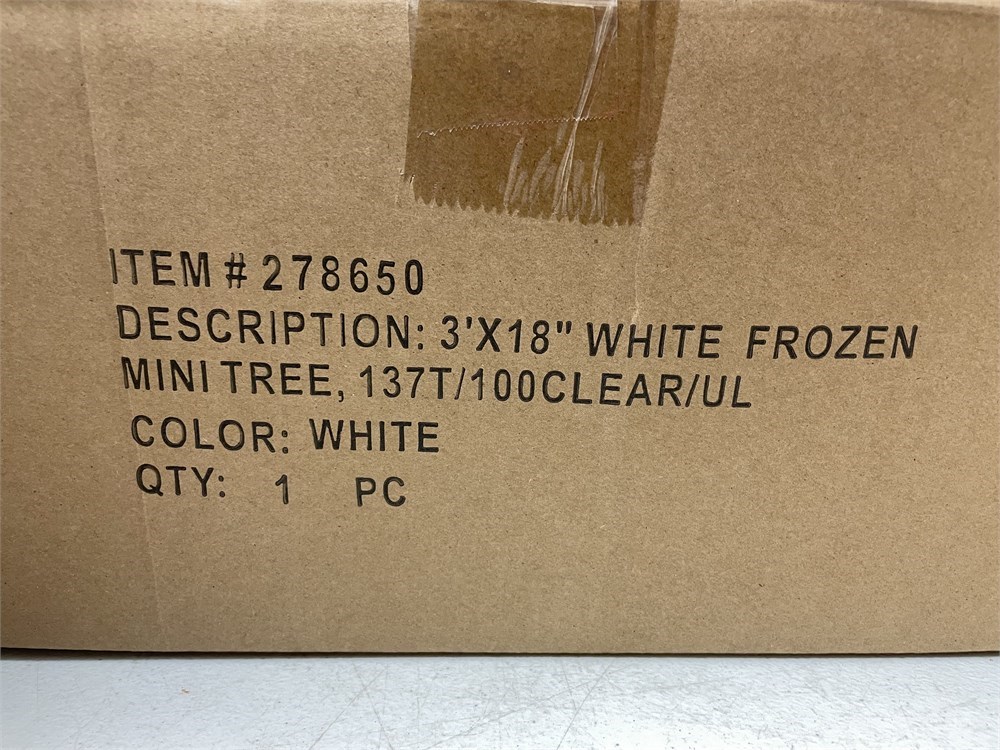 ITEM # 278650
DESCRIPTION: 3'X18" WHITE FROZEN
MINI TREE, 137T/100CLEAR/UL
COLOR: WHITE
QTY: 1 PC